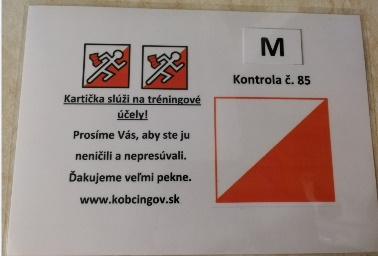 Kartička slúži na tréningové
účely!
Prosíme Vás, aby ste ju
neničili a nepresúvali.
Ďakujeme veľmi pekne.
www.kobcingov.sk
M
Kontrola č. 85